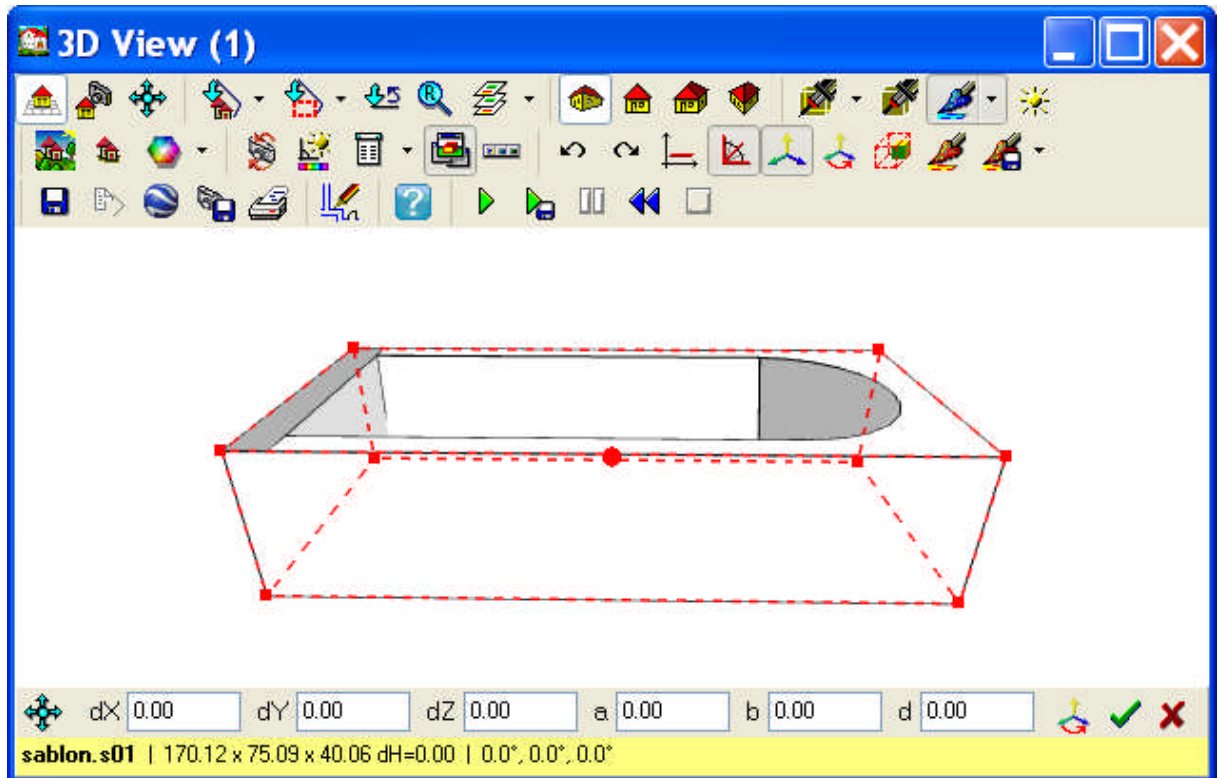 3D View (1)
R
?
dX 0.00 dY 0.00 dZ 0.00 a 0.00 b 0.00 d 0.00
sablon.s01 | 170.12 x 75.09 x 40.06 dH=0.00 | 0.0°, 0.0°, 0.0°